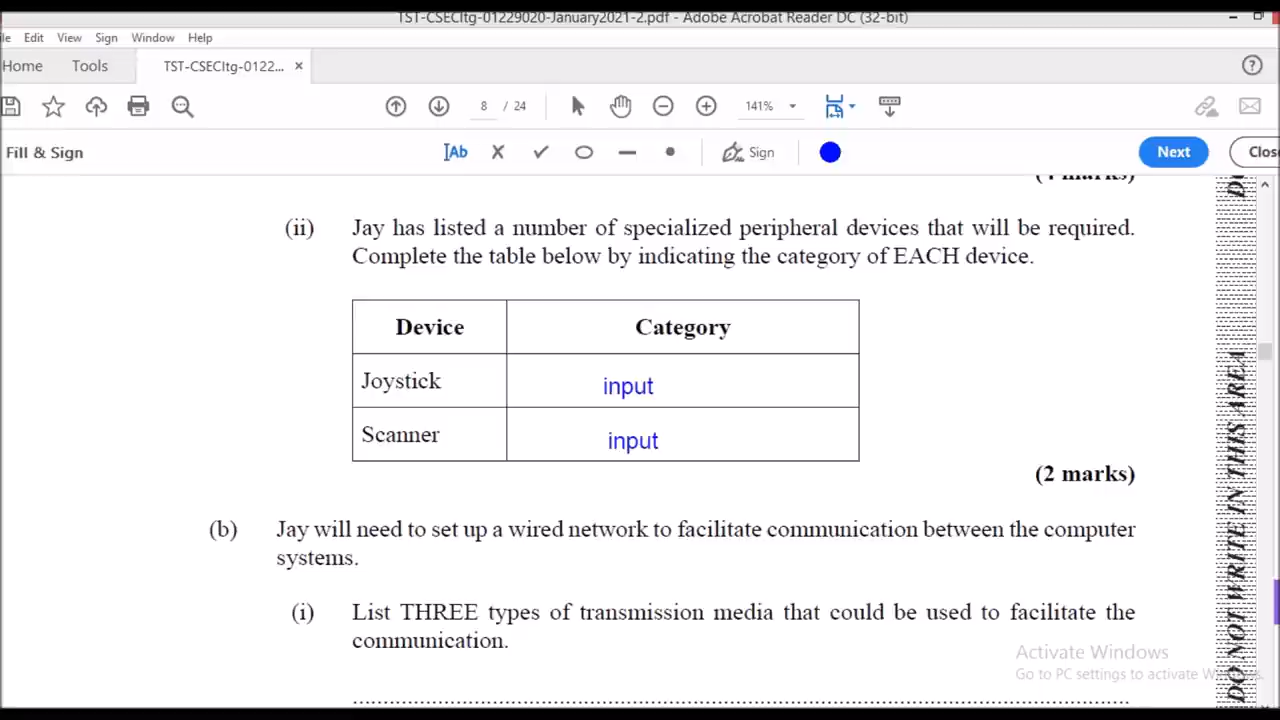 TST-CSECItg-01229020-January2021-2.pdf - Adobe Acrobat Reader DC (32-bit)
Edit View Sign Window Help
Home Tools TST-CSECItg-0122... ×
8 / 24 141%
Fill & Sign Ab Sign Next
(ii) Jay has listed a number of specialized peripheral devices that will be required.
Complete the table below by indicating the category of EACH device.
Device Category
Joystick input
Scanner input
(2 marks)
(b) Jay will need to set up a wired network to facilitate communication between the computer
systems.
(i) List THREE types of transmission media that could be used to facilitate the
communication.
Activate Windows
Go to PC settings to activate
DO NOT WRITE IN THIS AREA